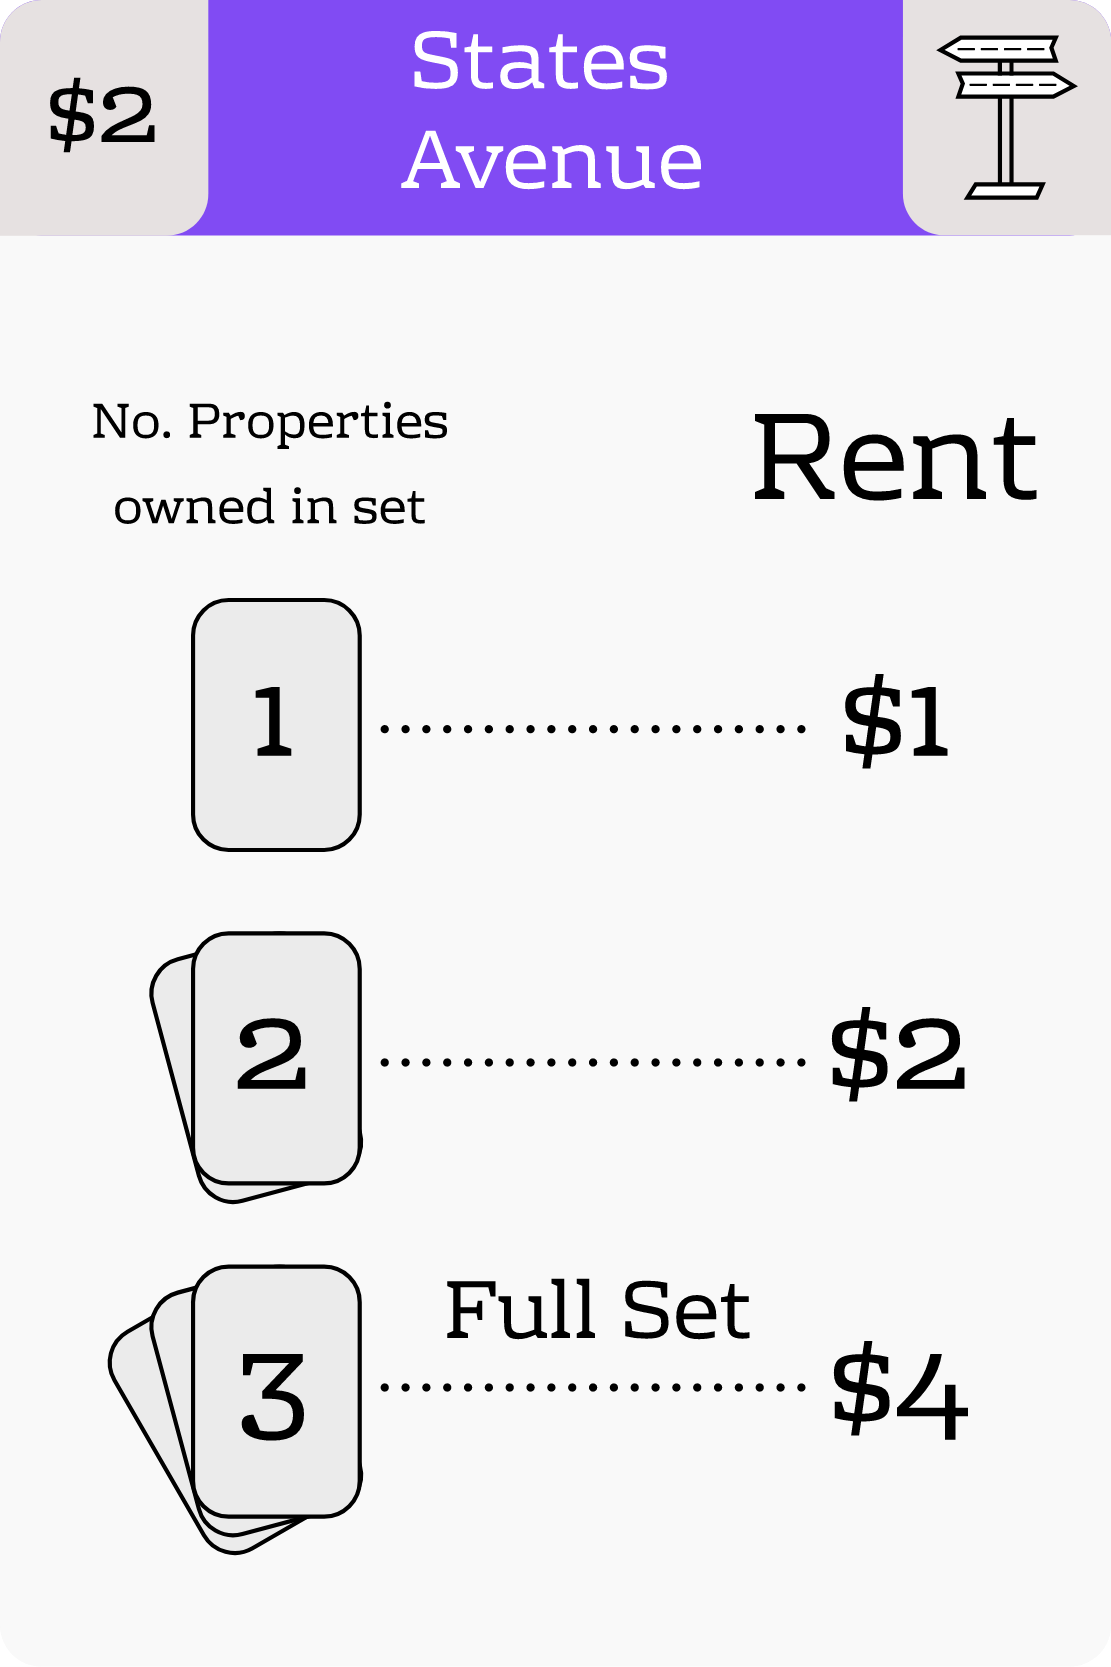 $2
States
Avenue
No. Properties
owned in set
Rent
1 $1
2 $2
Full Set
3 $4